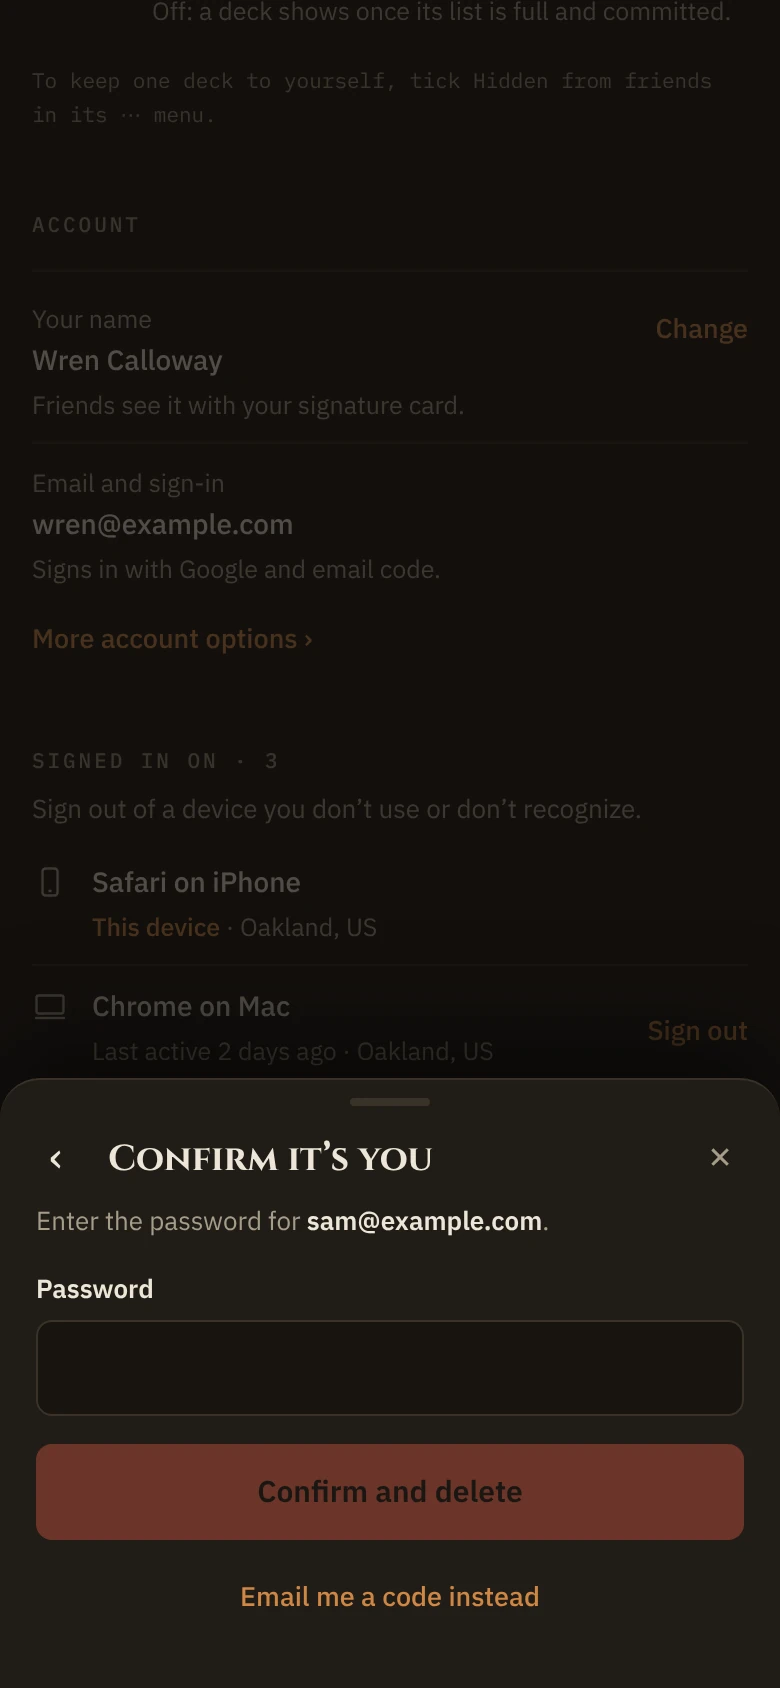 Off: a deck shows once its list is full and committed.
To keep one deck to yourself, tick Hidden from friends
in its ··· menu.
ACCOUNT
Your name
Change
Wren Calloway
Friends see it with your signature card.
Email and sign-in
wren@example.com
Signs in with Google and email code.
More account options ›
SIGNED IN ON · 3
Sign out of a device you don’t use or don’t recognize.
Safari on iPhone
This device · Oakland, US
Chrome on Mac
Sign out
Last active 2 days ago · Oakland, US
‹ Confirm it’s you ✕
Enter the password for sam@example.com.
Password
Confirm and delete
Email me a code instead